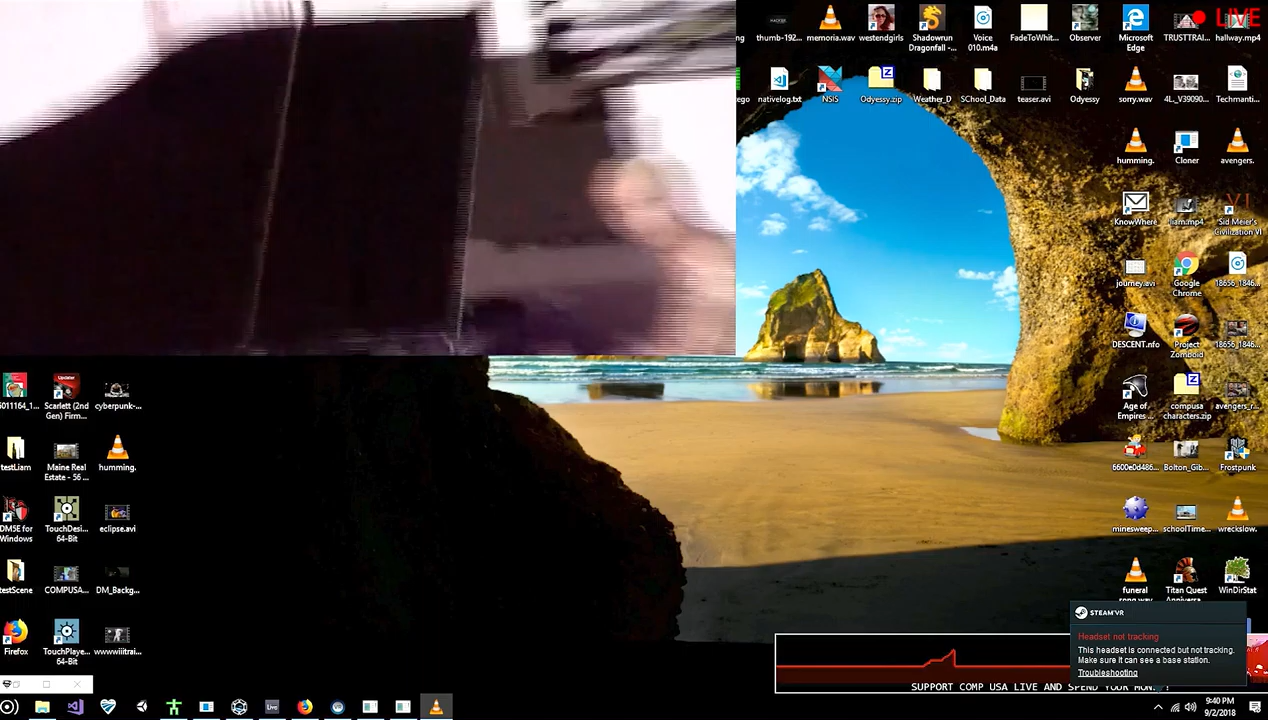 LIVE
thumb-192...
memoria.wav
westendgirls
Shadowrun
Dragonfall -...
Voice
010.m4a
FadeToWhit...
Observer
Microsoft
Edge
TRUSTTRAI...
hallway.mp4
nativelog.txt
NSIS
Odyessy.zip
Weather_D
SChool_Data
teaser.avi
Odyessy
sorry.wav
4L_V39090...
Techmanti...
humming.
Cloner
avengers.
KnowWhere
liam.mp4
Sid Meier's
Civilization VI
journey.avi
Google
Chrome
18656_1846...
DESCENT.nfo
Project
Zomboid
18656_1846...
Age of
Empires ...
compusa
characters.zip
avengers_r...
6600e0d486...
Bolton_Gib...
Frostpunk
minesweep...
schoolTime...
wreckslow.
funeral
song.wav
Titan Quest
WinDirStat
5011164_1...
Scarlett (2nd
Gen) Firm...
cyberpunk-...
testLiam
Maine Real
Estate - 56 ...
humming.
DM5E for
Windows
TouchDesi...
64-Bit
eclipse.avi
testScene
COMPUSA...
DM_Backg...
Firefox
TouchPlaye...
64-Bit
wwwwiiitrai...
STEAMVR
Headset not tracking
This headset is connected but not tracking.
Make sure it can see a base station.
Troubleshooting
SUPPORT COMP USA LIVE AND SPEND YOUR MON
Live
9:40 PM
9/2/2018